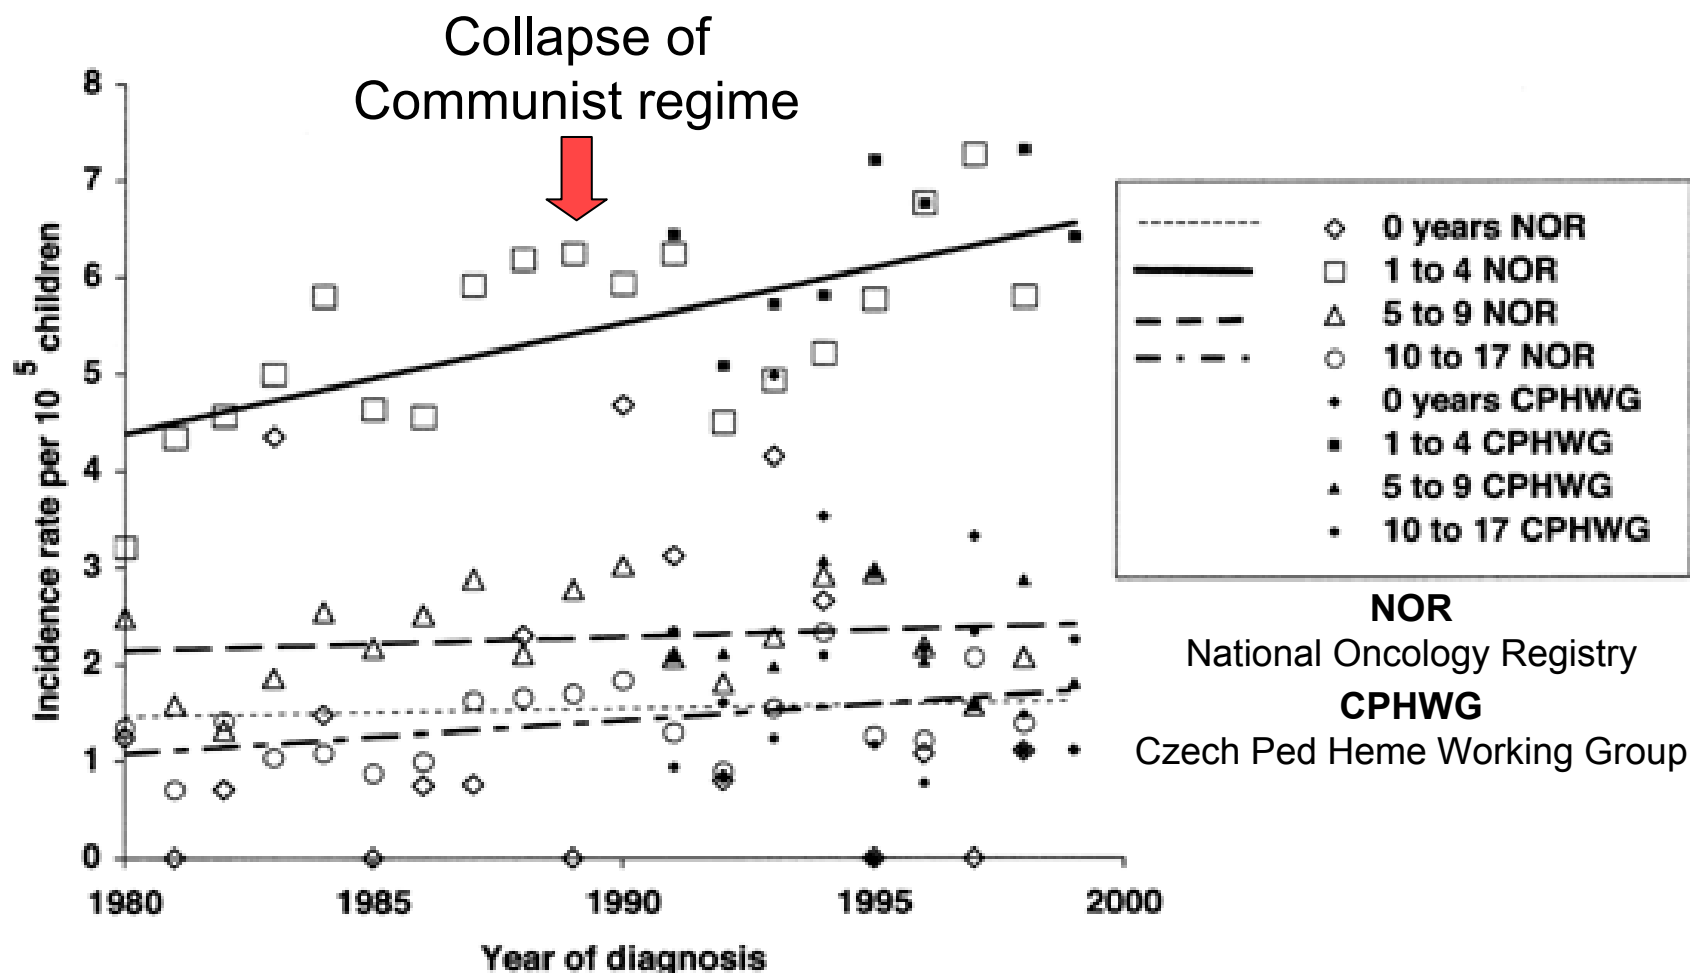 Collapse of
Communist regime
8
7
6
5
4
3
2
1
0
Incidence rate per 10 5 children
1980
1985
1990
1995
2000
Year of diagnosis
0 years NOR
1 to 4 NOR
5 to 9 NOR
10 to 17 NOR
0 years CPHWG
1 to 4 CPHWG
5 to 9 CPHWG
10 to 17 CPHWG
NOR
National Oncology Registry
CPHWG
Czech Ped Heme Working Group